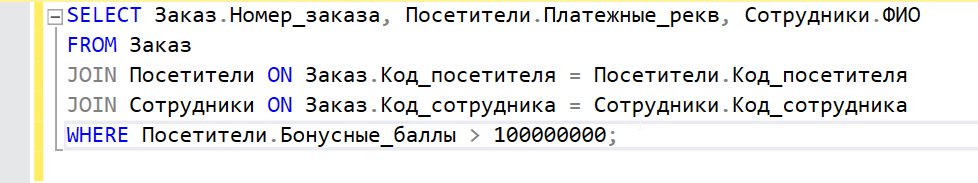 SELECT Заказ.Номер_заказа, Посетители.Платежные_рекв, Сотрудники.ФИО
FROM Заказ
JOIN Посетители ON Заказ.Код_посетителя = Посетители.Код_посетителя
JOIN Сотрудники ON Заказ.Код_сотрудника = Сотрудники.Код_сотрудника
WHERE Посетители.Бонусные_баллы > 100000000;